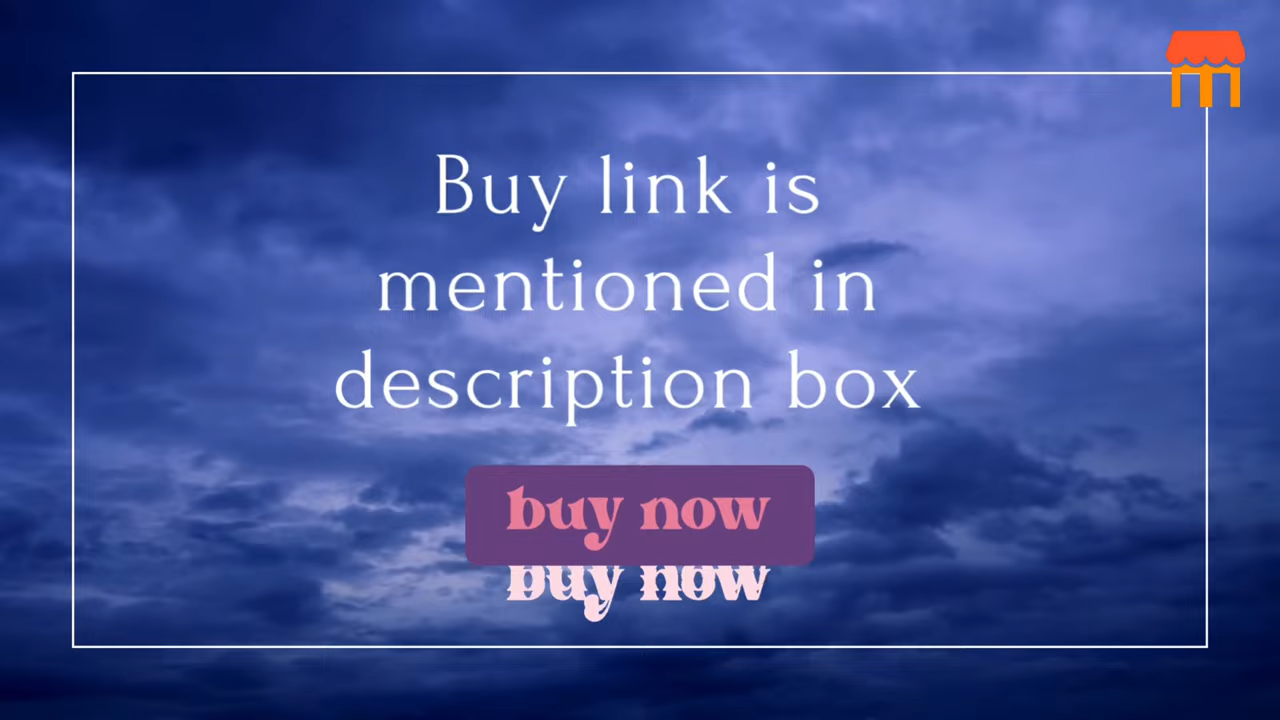 Buy link is
mentioned in
description box
buy now
buy now